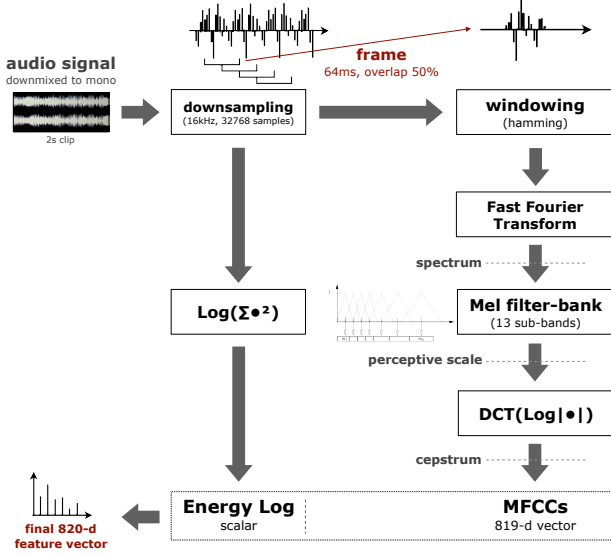 audio signal
downmixed to mono
2s clip
frame
64ms, overlap 50%
downsampling
(16kHz, 32768 samples)
windowing
(hamming)
Fast Fourier
Transform
spectrum
Log(Σ•²)
Mel filter-bank
(13 sub-bands)
perceptive scale
DCT(Log|•|)
cepstrum
Energy Log
scalar
MFCCs
819-d vector
final 820-d
feature vector